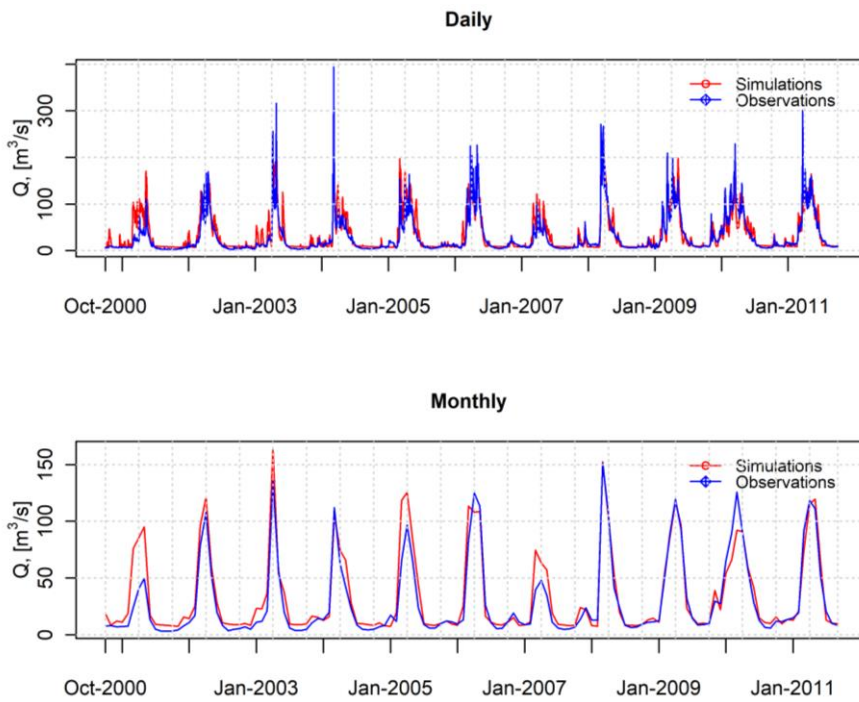 Daily
Q, [m³/s]
300
100
0
Simulations
Observations
Oct-2000 Jan-2003 Jan-2005 Jan-2007 Jan-2009 Jan-2011
Monthly
Q, [m³/s]
150
100
50
0
Simulations
Observations
Oct-2000 Jan-2003 Jan-2005 Jan-2007 Jan-2009 Jan-2011